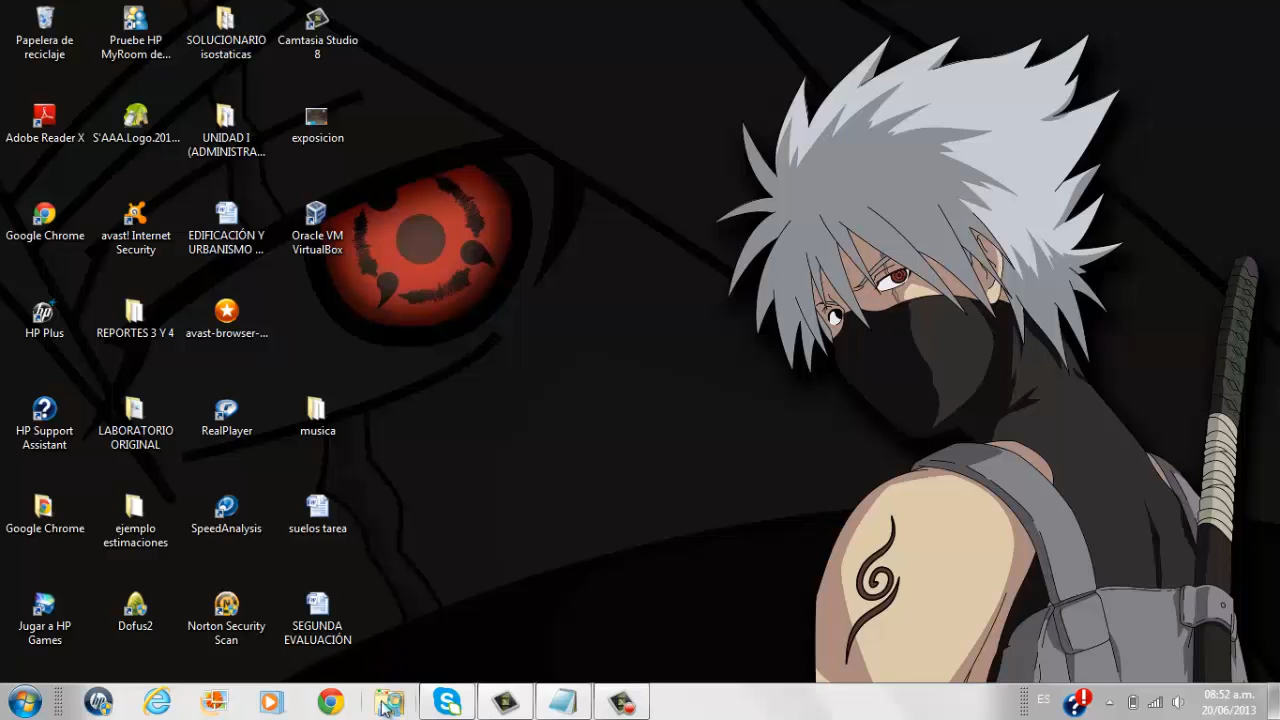 Papelera de
reciclaje
Pruebe HP
MyRoom de...
SOLUCIONARIO
isostaticas
Camtasia Studio
8
Adobe Reader X
S'AAA.Logo.201...
UNIDAD I
(ADMINISTRA...
exposicion
Google Chrome
avast! Internet
Security
EDIFICACIÓN Y
URBANISMO ...
Oracle VM
VirtualBox
HP Plus
REPORTES 3 Y 4
avast-browser-...
HP Support
Assistant
LABORATORIO
ORIGINAL
RealPlayer
musica
Google Chrome
ejemplo
estimaciones
SpeedAnalysis
suelos tarea
Jugar a HP
Games
Dofus2
Norton Security
Scan
SEGUNDA
EVALUACIÓN
ES
08:52 a.m.
20/06/2013